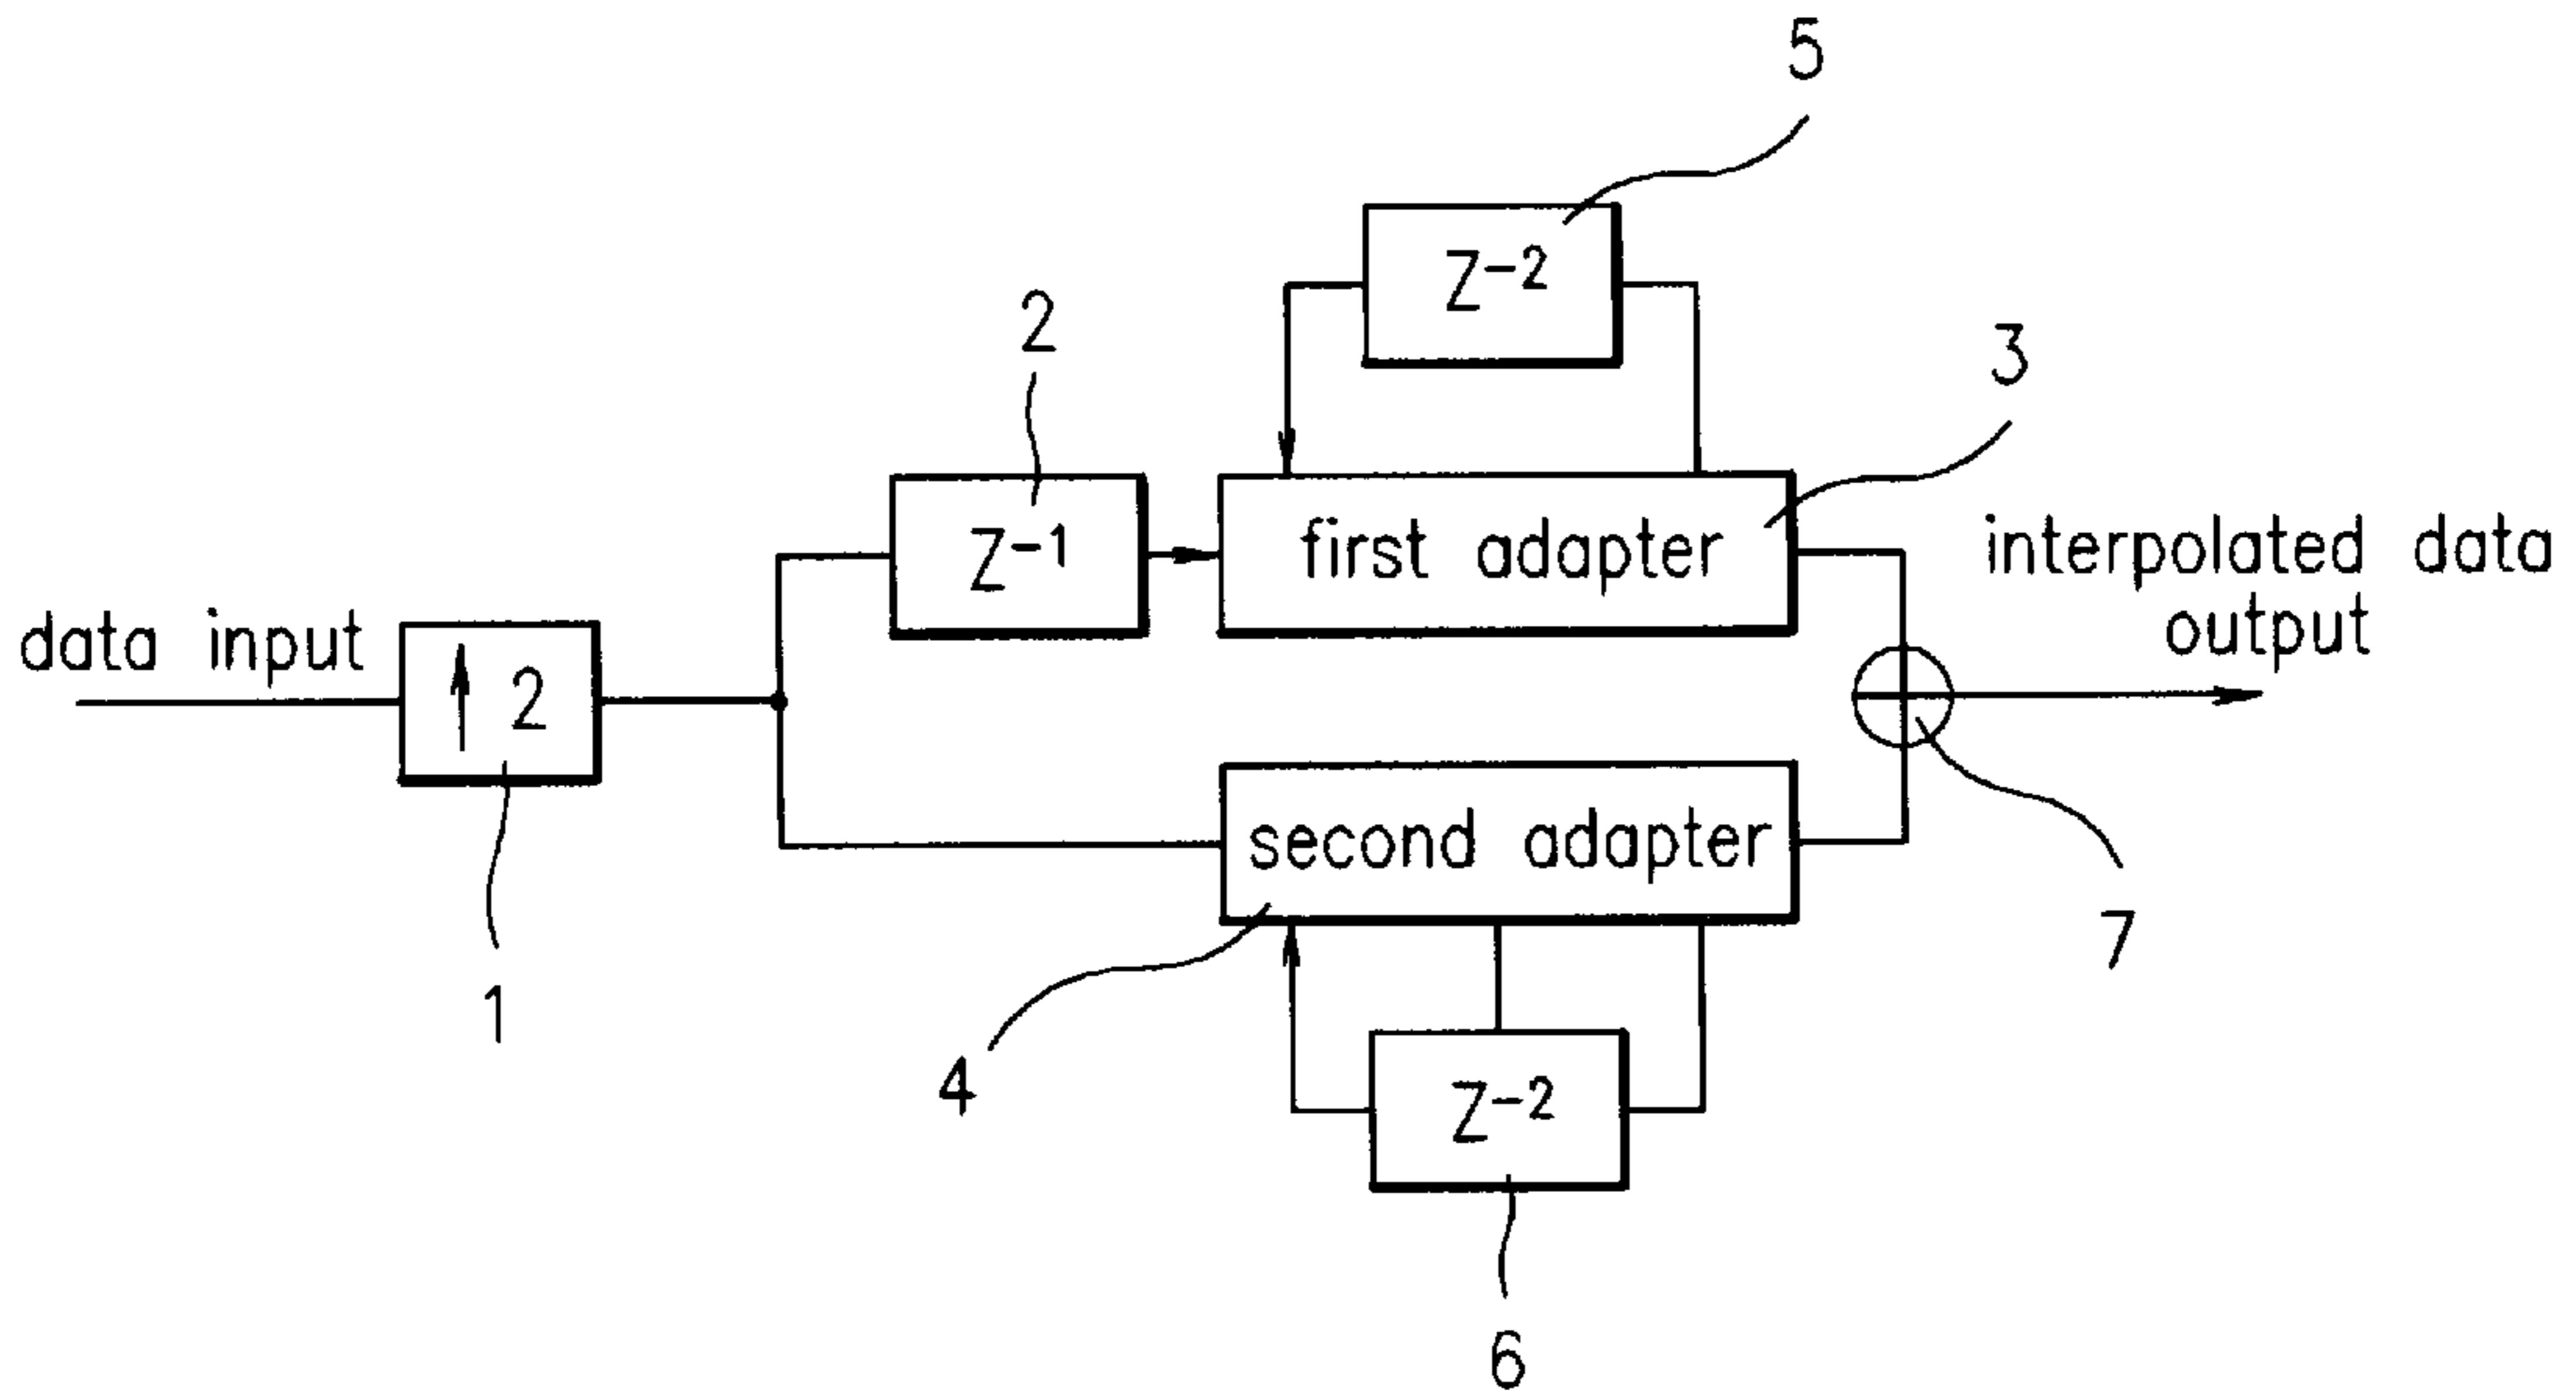 5
Z⁻²
2
3
Z⁻¹
first adapter
interpolated data
output
data input
↑ 2
second adapter
7
1
4
Z⁻²
6